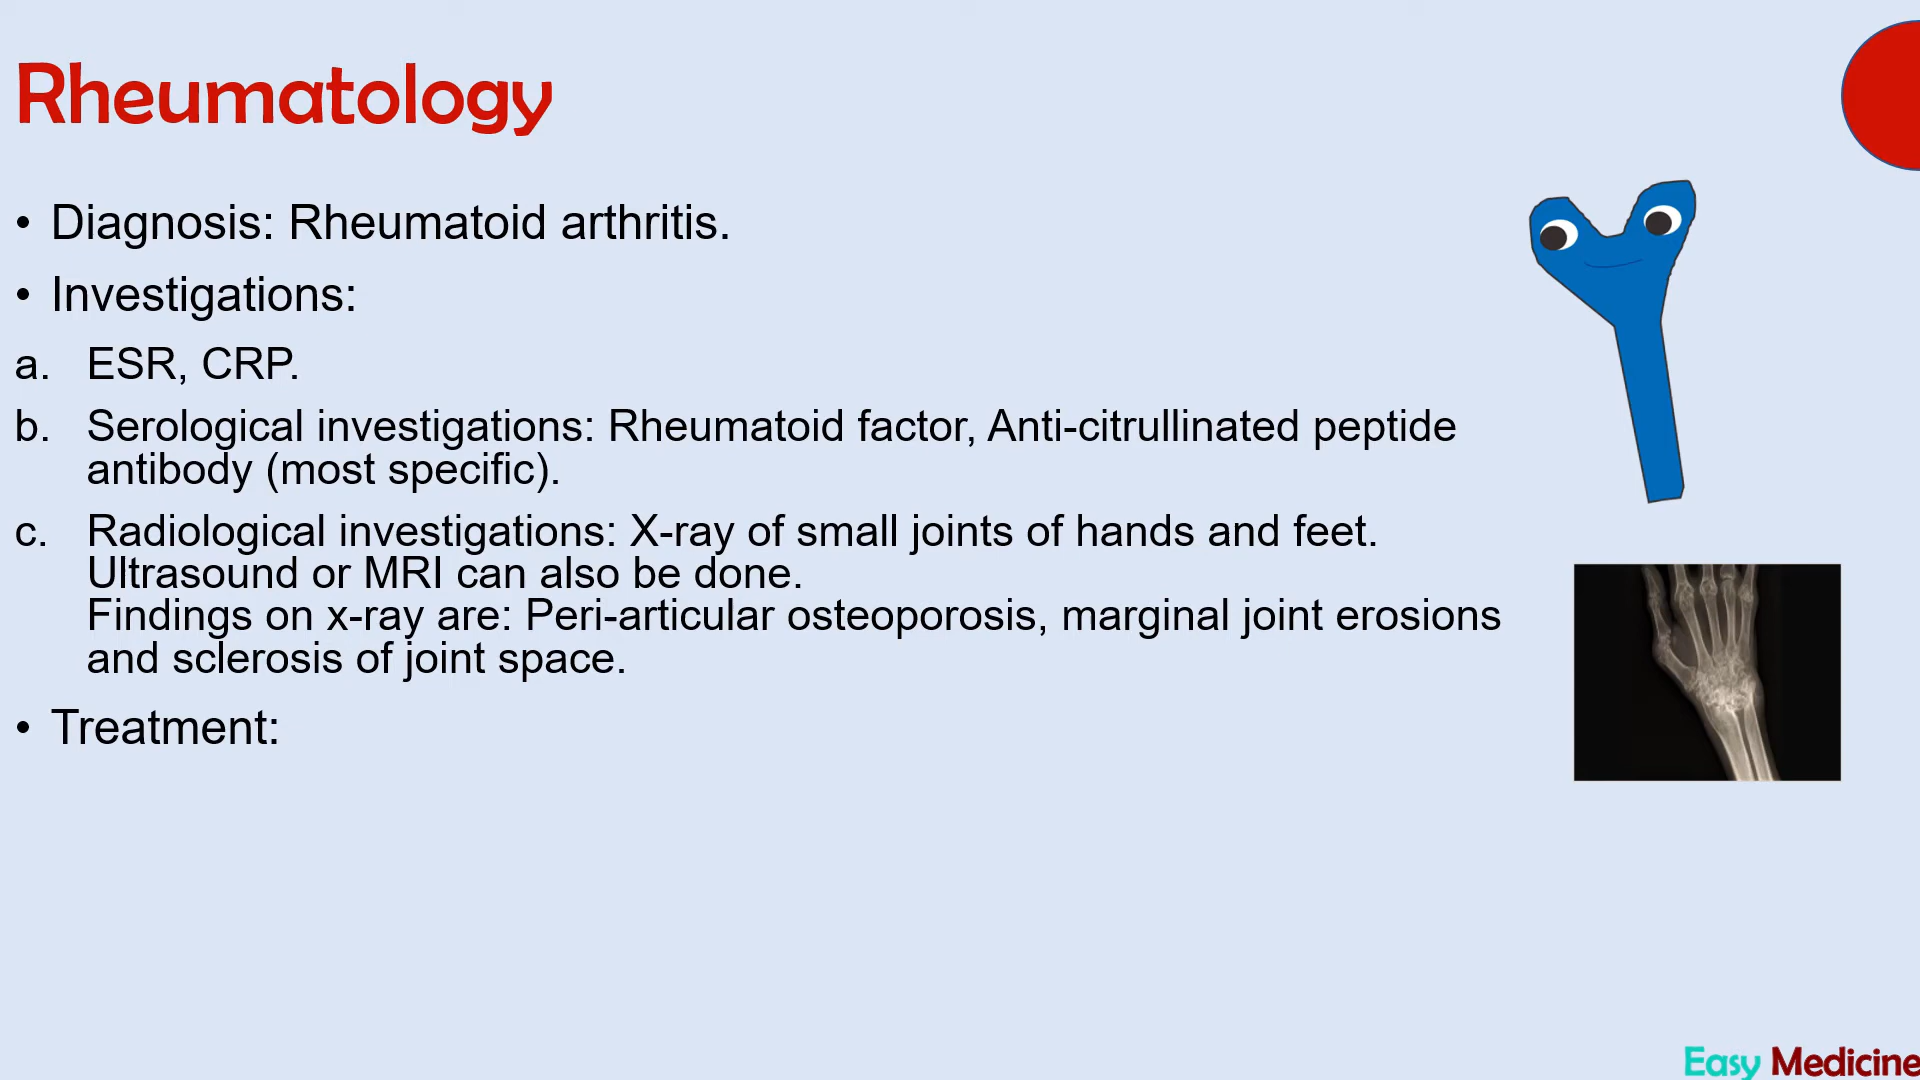 Rheumatology
• Diagnosis: Rheumatoid arthritis.
• Investigations:
a. ESR, CRP.
b. Serological investigations: Rheumatoid factor, Anti-citrullinated peptide
antibody (most specific).
c. Radiological investigations: X-ray of small joints of hands and feet.
Ultrasound or MRI can also be done.
Findings on x-ray are: Peri-articular osteoporosis, marginal joint erosions
and sclerosis of joint space.
• Treatment:
Easy Medicine